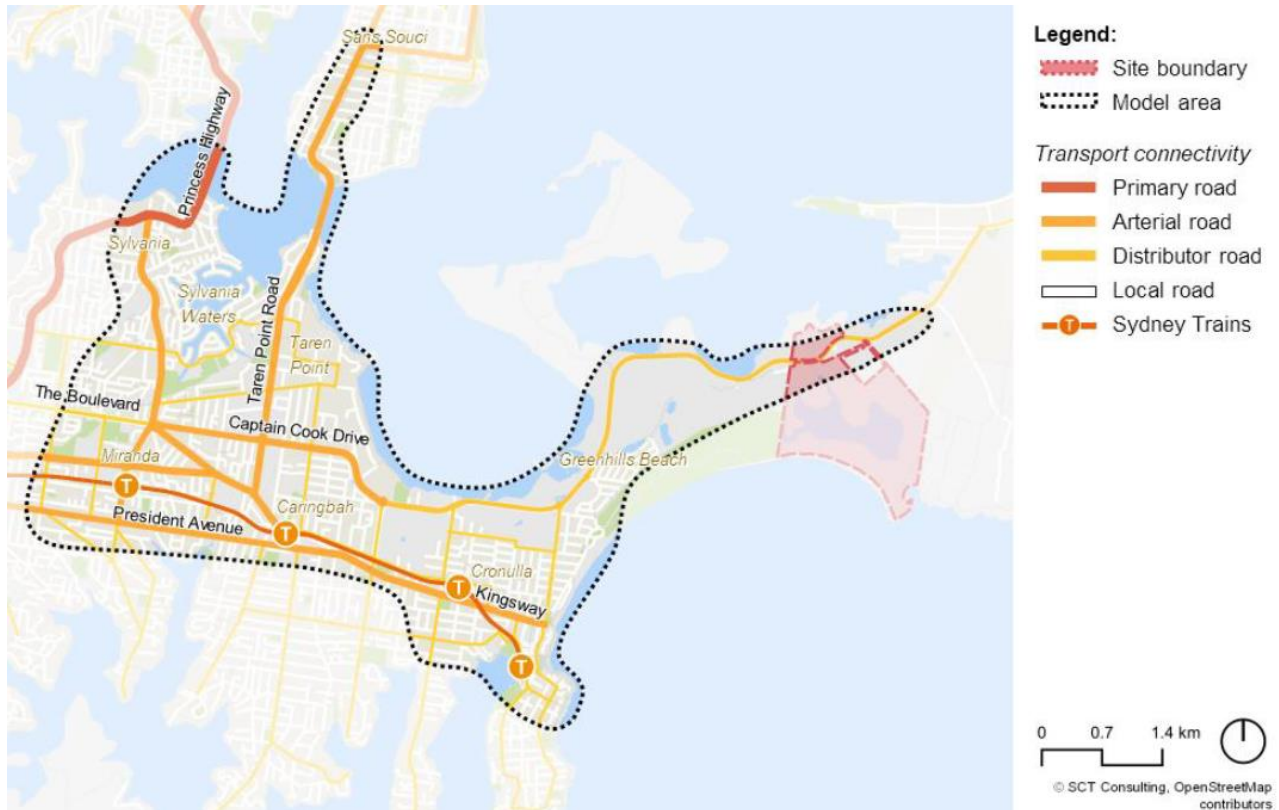 Sans Souci
Princess Highway
Sylvania
Sylvania
Waters
Taren Point Road
Taren
Point
The Boulevard
Captain Cook Drive
Miranda
Greenhills Beach
T
Caringbah
President Avenue
T
Cronulla
T
Kingsway
T
Legend:
Site boundary
Model area
Transport connectivity
Primary road
Arterial road
Distributor road
Local road
T Sydney Trains
0 0.7 1.4 km
© SCT Consulting, OpenStreetMap
contributors